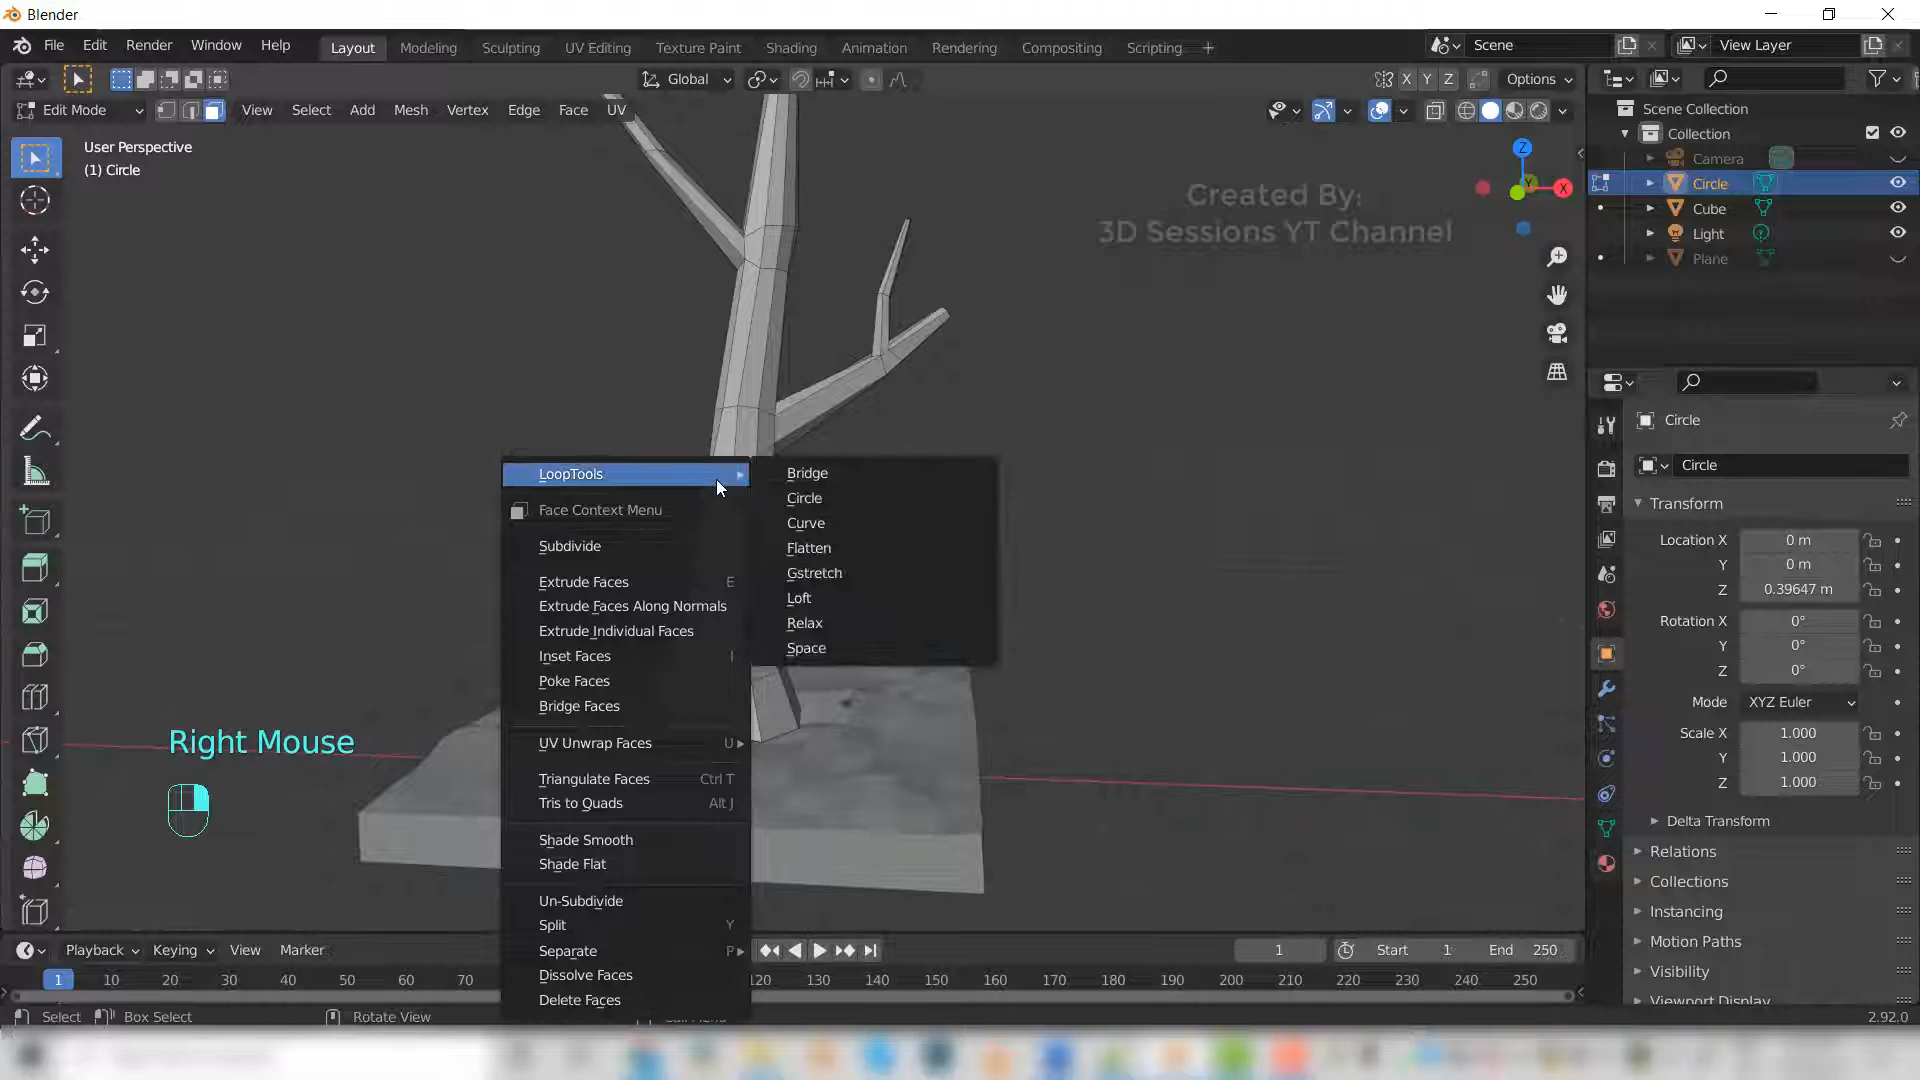 Blender
File Edit Render Window Help Layout Modeling Sculpting UV Editing Texture Paint Shading Animation Rendering Compositing Scripting + Scene View Layer
Global X Y Z Options
Edit Mode View Select Add Mesh Vertex Edge Face UV
User Perspective
(1) Circle
Created By:
3D Sessions YT Channel
Z
X
Y
Scene Collection
Collection
Camera
Circle
Cube
Light
Plane
LoopTools
Face Context Menu
Subdivide
Extrude Faces E
Extrude Faces Along Normals
Extrude Individual Faces
Inset Faces I
Poke Faces
Bridge Faces
UV Unwrap Faces U
Triangulate Faces Ctrl T
Tris to Quads Alt J
Shade Smooth
Shade Flat
Un-Subdivide
Split Y
Separate P
Dissolve Faces
Delete Faces
Bridge
Circle
Curve
Flatten
Gstretch
Loft
Relax
Space
Right Mouse
Circle
Circle
Transform
Location X 0 m
Y 0 m
Z 0.39647 m
Rotation X 0°
Y 0°
Z 0°
Mode XYZ Euler
Scale X 1.000
Y 1.000
Z 1.000
Delta Transform
Relations
Collections
Instancing
Motion Paths
Visibility
Viewport Display
Playback Keying View Marker 1 Start 1 End 250
1 10 20 30 40 50 60 70 120 130 140 150 160 170 180 190 200 210 220 230 240 250
Select Box Select Rotate View 2.92.0